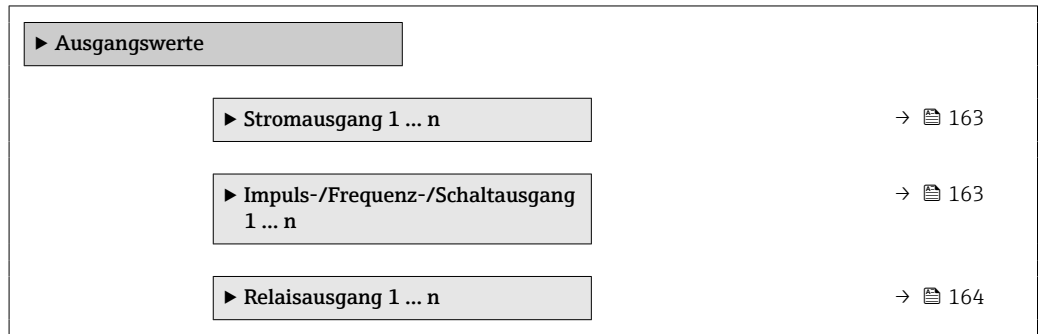 ▶ Ausgangswerte
▶ Stromausgang 1 … n → 163
▶ Impuls-/Frequenz-/Schaltausgang → 163
1 … n
▶ Relaisausgang 1 … n → 164